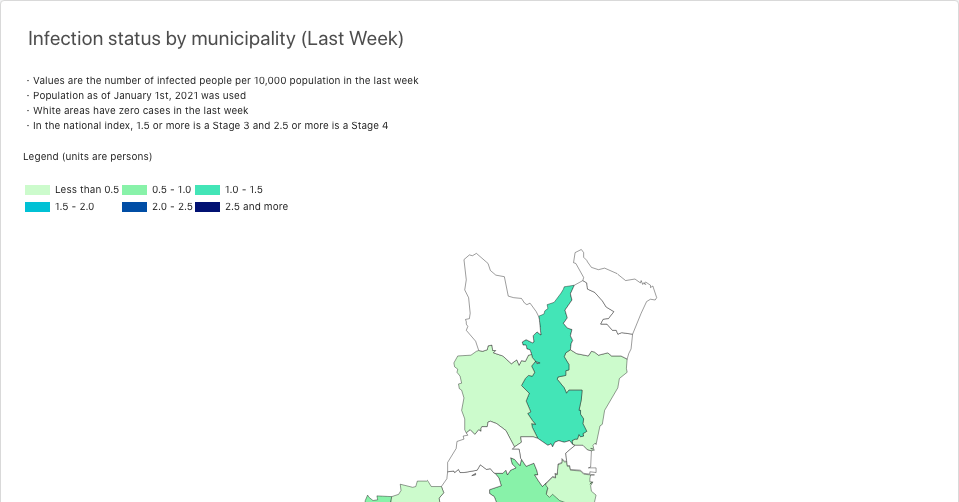 Infection status by municipality (Last Week)
· Values are the number of infected people per 10,000 population in the last week
· Population as of January 1st, 2021 was used
· White areas have zero cases in the last week
· In the national index, 1.5 or more is a Stage 3 and 2.5 or more is a Stage 4
Legend (units are persons)
Less than 0.5 0.5 - 1.0 1.0 - 1.5
1.5 - 2.0 2.0 - 2.5 2.5 and more